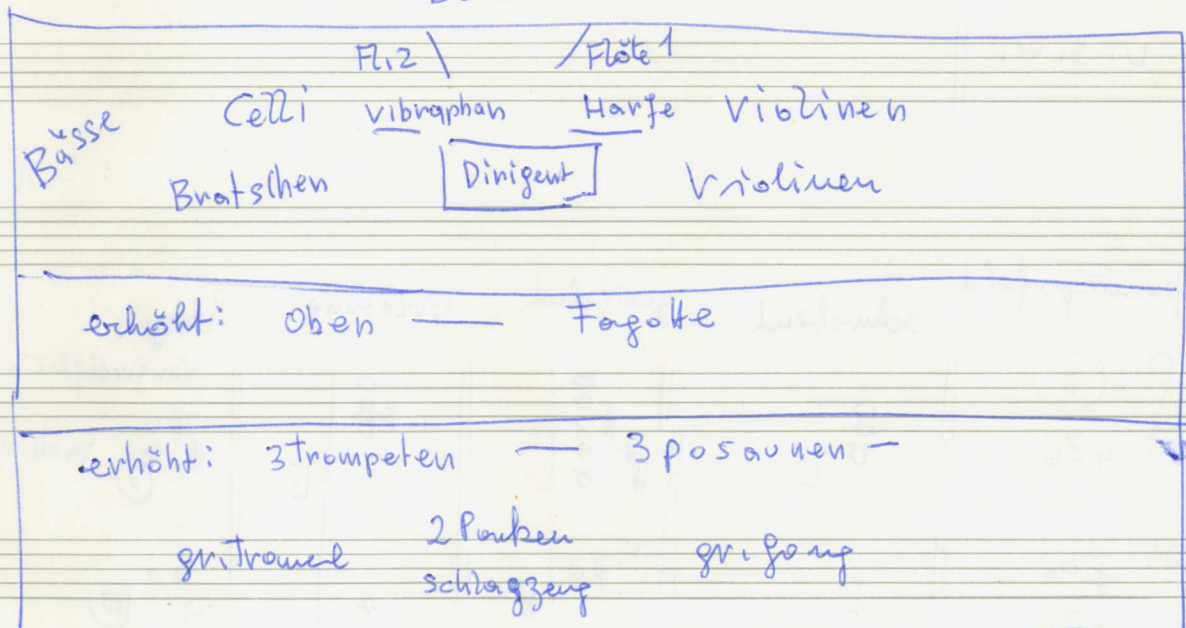 Fl.2 Flöte 1
Bässe Celli Vibraphon Harfe Violinen
Bratschen Dirigent Violinen
erhöht: Oben — Fagotte
erhöht: 3 Trompeten — 3 Posaunen —
gr. Trommel 2 Pauken gr. Gong
Schlagzeug